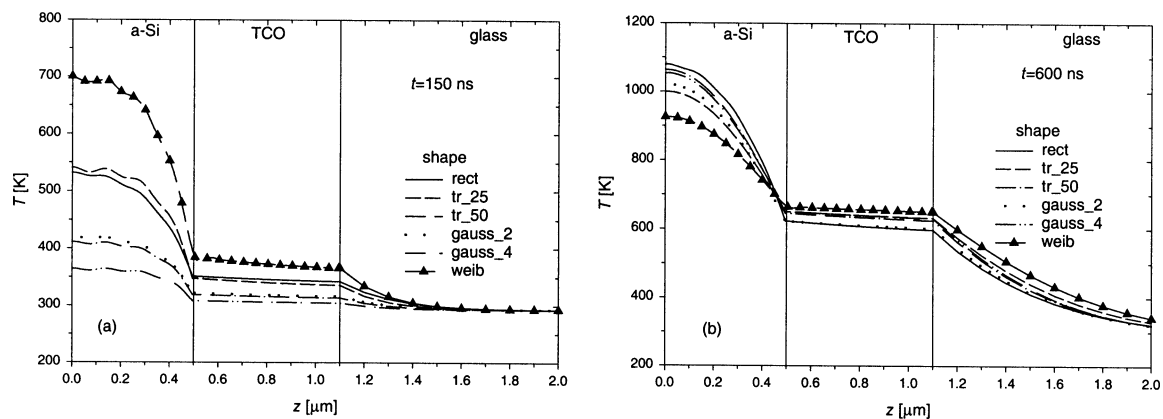 a-Si TCO glass
t=150 ns
shape
rect
tr_25
tr_50
gauss_2
gauss_4
weib
(a)
T [K]
800
700
600
500
400
300
200
0.0 0.2 0.4 0.6 0.8 1.0 1.2 1.4 1.6 1.8 2.0
z [μm]
a-Si TCO glass
t=600 ns
shape
rect
tr_25
tr_50
gauss_2
gauss_4
weib
(b)
T [K]
1200
1000
800
600
400
200
0.0 0.2 0.4 0.6 0.8 1.0 1.2 1.4 1.6 1.8 2.0
z [μm]